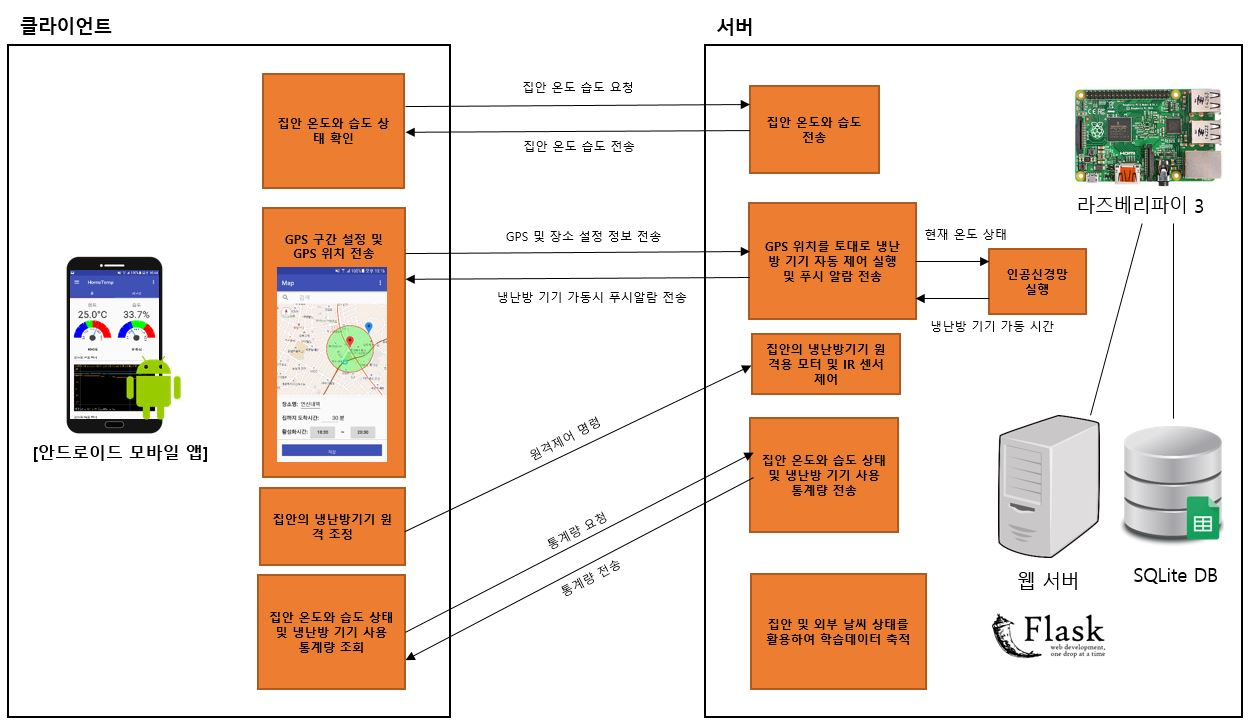 클라이언트
서버
집안 온도와 습도 상
태 확인
집안 온도 습도 요청
집안 온도 습도 전송
집안 온도와 습도
전송
라즈베리파이 3
GPS 구간 설정 및
GPS 위치 전송
Map
검색
장소명: 연산대역
집까지 도착시간: 30 분
활성화시간: 18:30 ~ 20:30
저장
GPS 및 장소 설정 정보 전송
냉난방 기기 가동시 푸시알람 전송
GPS 위치를 토대로 냉난
방 기기 자동 제어 실행
및 푸시 알람 전송
현재 온도 상태
냉난방 기기 가동 시간
인공신경망
실행
HomeTemp
온도 습도
25.0°C 33.7%
[안드로이드 모바일 앱]
집안의 냉난방기기 원
격용 모터 및 IR 센서
제어
원격제어 명령
집안의 냉난방기기 원
격 조정
집안 온도와 습도 상태
및 냉난방 기기 사용
통계량 전송
통계량 요청
통계량 전송
집안 온도와 습도 상태
및 냉난방 기기 사용
통계량 조회
집안 및 외부 날씨 상태를
활용하여 학습데이터 축적
웹 서버
SQLite DB
Flask
web development,
one drop at a time